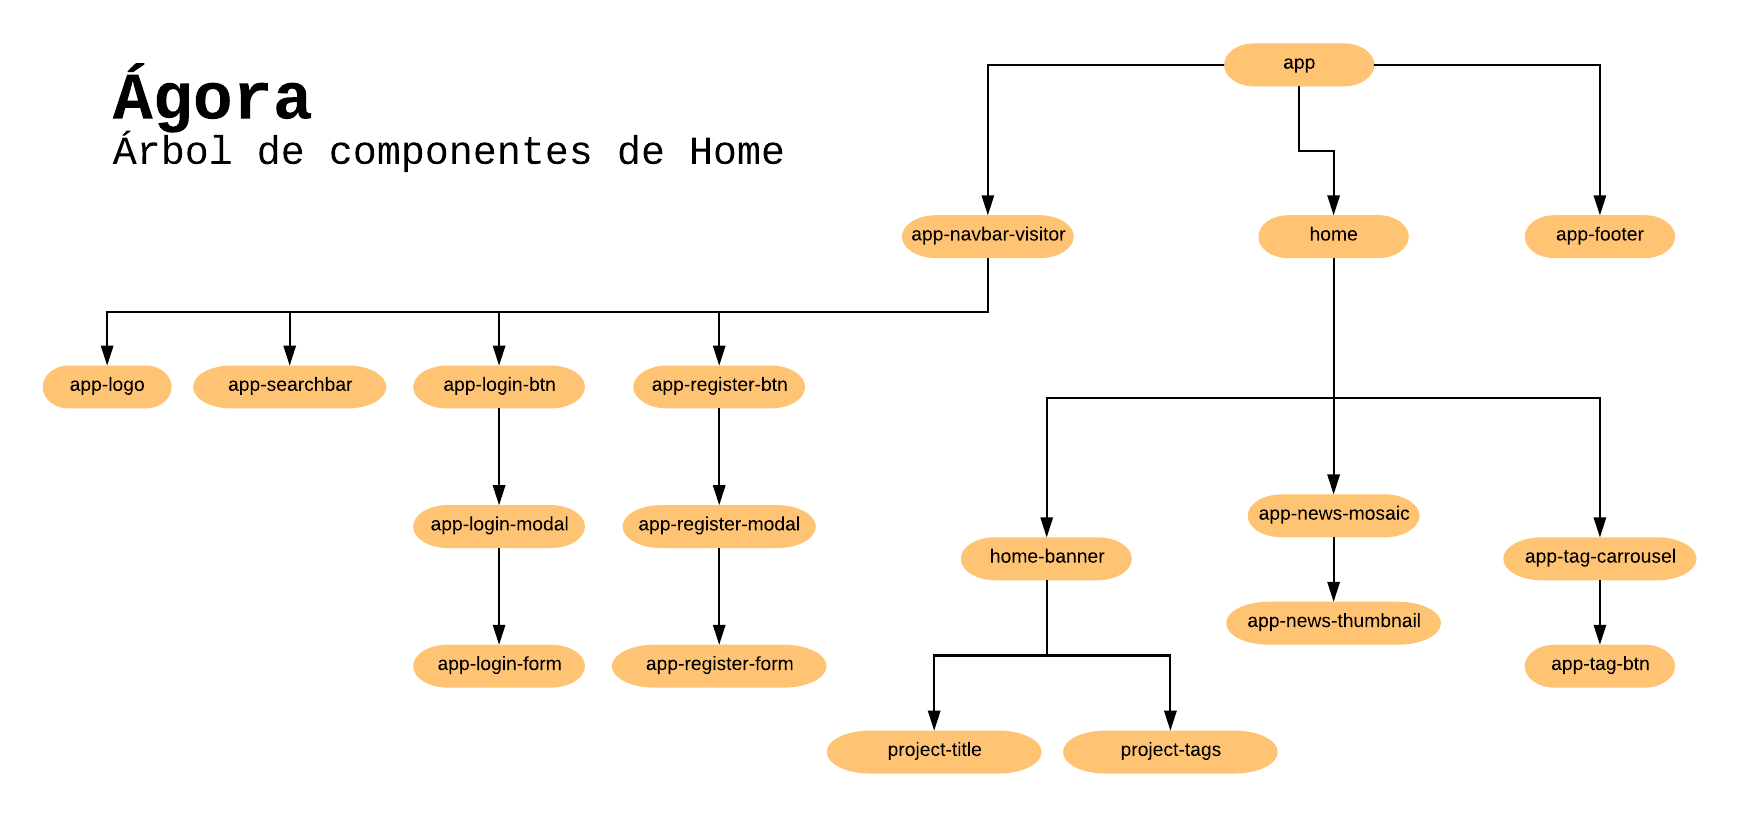 Ágora
Árbol de componentes de Home
app
app-navbar-visitor
home
app-footer
app-logo
app-searchbar
app-login-btn
app-register-btn
app-login-modal
app-register-modal
app-news-mosaic
home-banner
app-tag-carrousel
app-news-thumbnail
app-login-form
app-register-form
app-tag-btn
project-title
project-tags